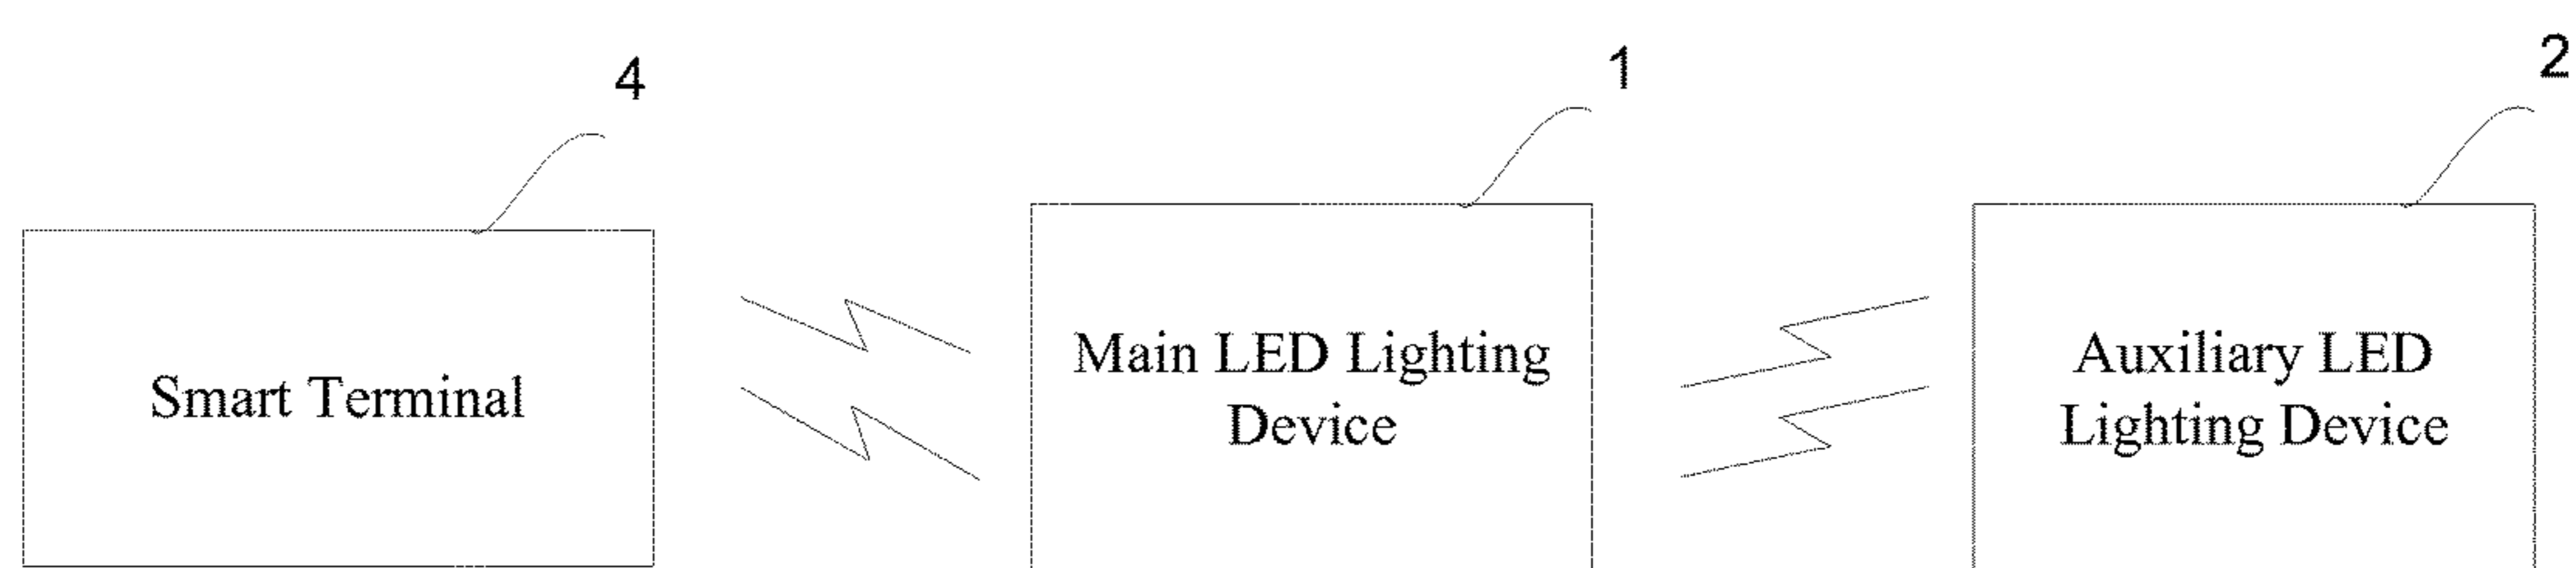 4
1
2
Smart Terminal
Main LED Lighting
Device
Auxiliary LED
Lighting Device